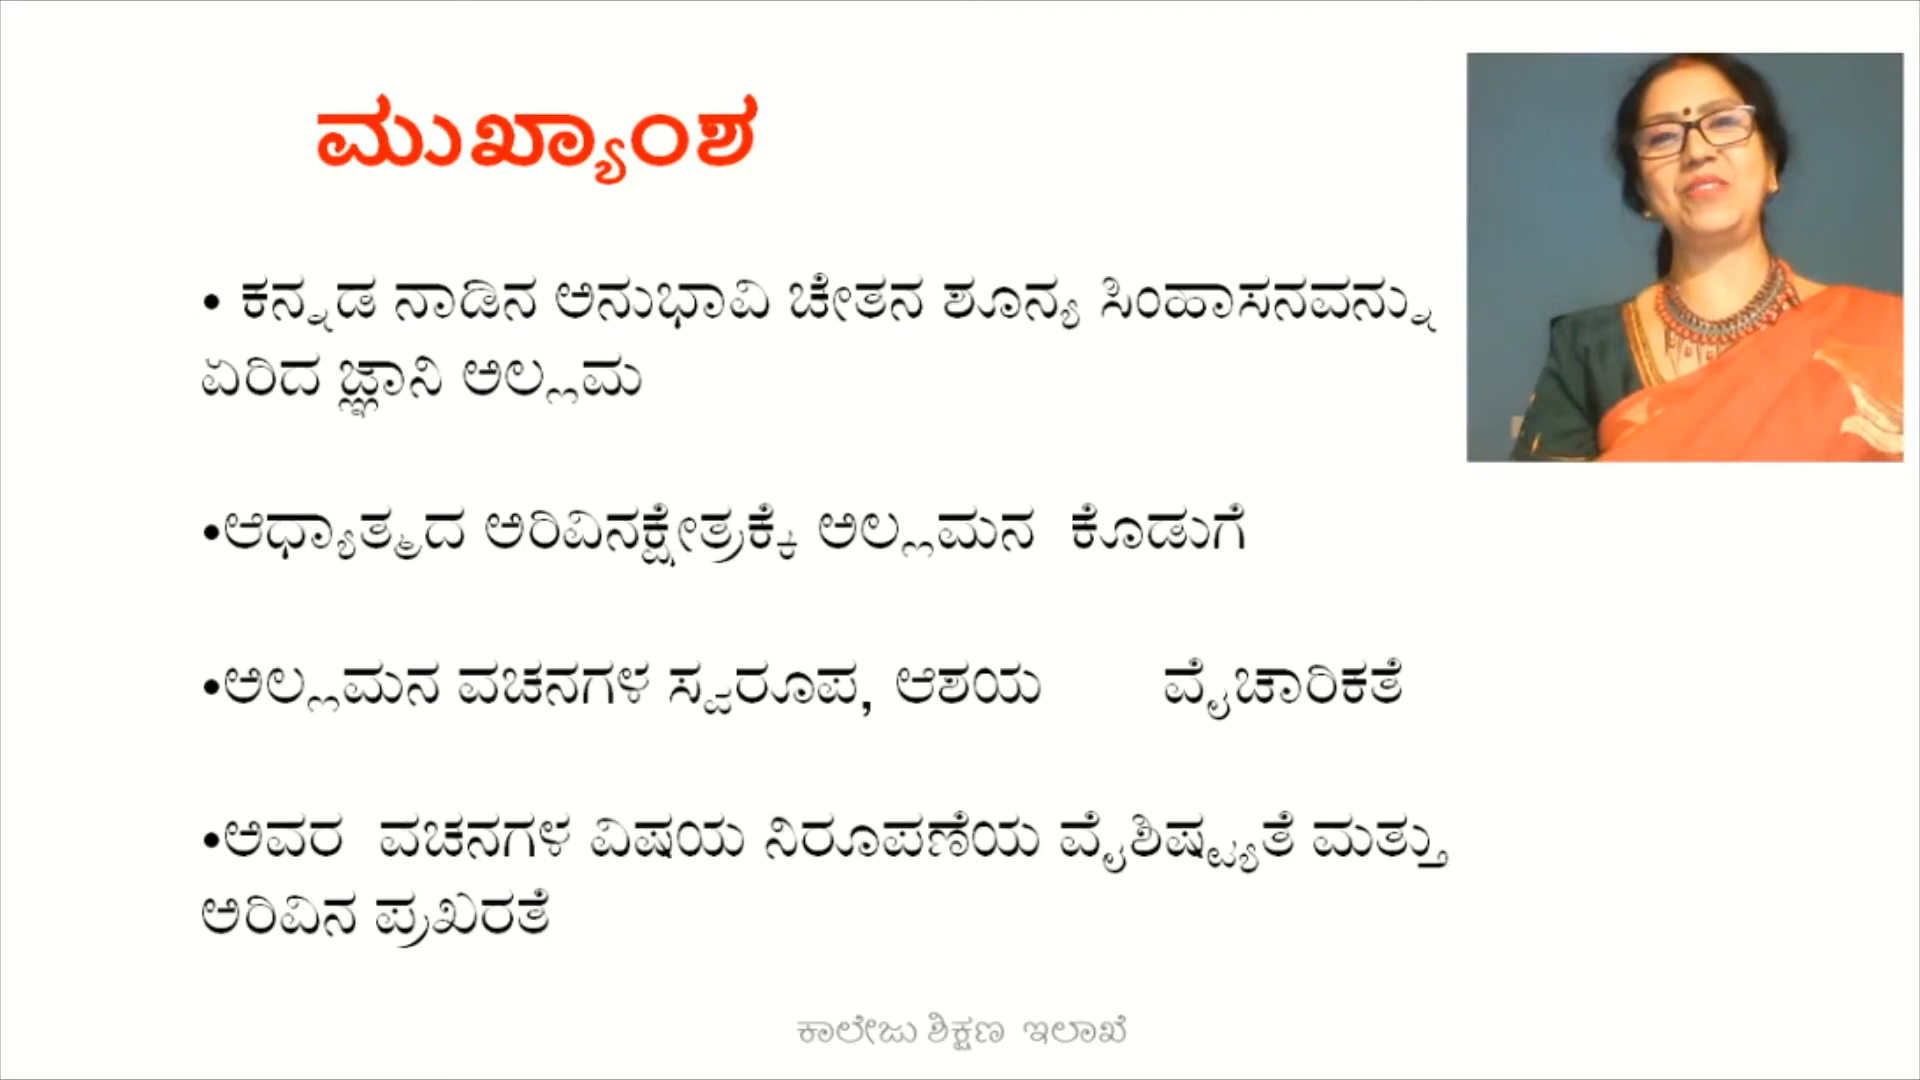 ಮುಖ್ಯಾಂಶ
• ಕನ್ನಡ ನಾಡಿನ ಅನುಭಾವಿ ಚೇತನ ಶೂನ್ಯ ಸಿಂಹಾಸನವನ್ನು
ಏರಿದ ಜ್ಞಾನಿ ಅಲ್ಲಮ
•ಆಧ್ಯಾತ್ಮದ ಅರಿವಿನಕ್ಷೇತ್ರಕ್ಕೆ ಅಲ್ಲಮನ ಕೊಡುಗೆ
•ಅಲ್ಲಮನ ವಚನಗಳ ಸ್ವರೂಪ, ಆಶಯ ವೈಚಾರಿಕತೆ
•ಅವರ ವಚನಗಳ ವಿಷಯ ನಿರೂಪಣೆಯ ವೈಶಿಷ್ಟ್ಯತೆ ಮತ್ತು
ಅರಿವಿನ ಪ್ರಖರತೆ
ಕಾಲೇಜು ಶಿಕ್ಷಣ ಇಲಾಖೆ